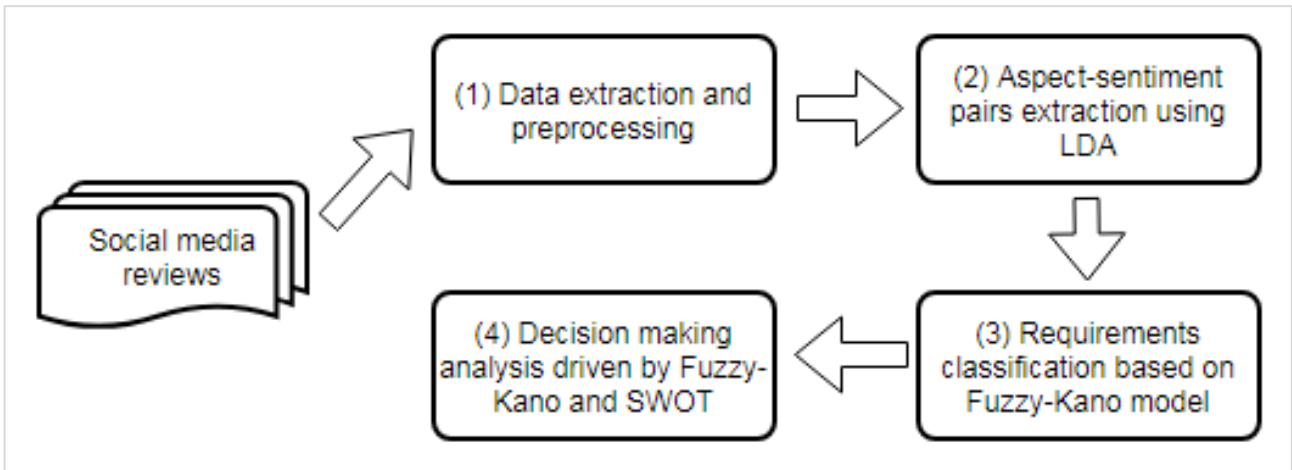 Social media
reviews
(1) Data extraction and
preprocessing
(2) Aspect-sentiment
pairs extraction using
LDA
(3) Requirements
classification based on
Fuzzy-Kano model
(4) Decision making
analysis driven by Fuzzy-
Kano and SWOT